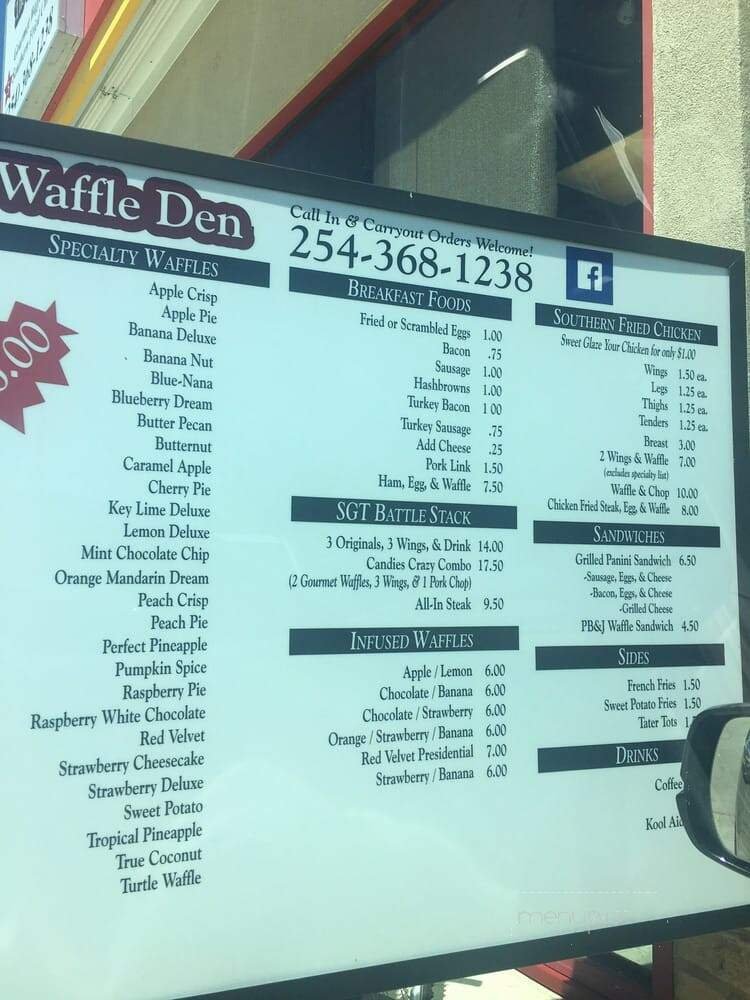 Waffle Den
Call In & Carryout Orders Welcome!
254-368-1238
f
SPECIALTY WAFFLES
Apple Crisp
Apple Pie
Banana Deluxe
Banana Nut
Blue-Nana
Blueberry Dream
Butter Pecan
Butternut
Caramel Apple
Cherry Pie
Key Lime Deluxe
Lemon Deluxe
Mint Chocolate Chip
Orange Mandarin Dream
Peach Crisp
Peach Pie
Perfect Pineapple
Pumpkin Spice
Raspberry Pie
Raspberry White Chocolate
Red Velvet
Strawberry Cheesecake
Strawberry Deluxe
Sweet Potato
Tropical Pineapple
True Coconut
Turtle Waffle
BREAKFAST FOODS
Fried or Scrambled Eggs 1.00
Bacon .75
Sausage 1.00
Hashbrowns 1.00
Turkey Bacon 1 00
Turkey Sausage .75
Add Cheese .25
Pork Link 1.50
Ham, Egg, & Waffle 7.50
SGT BATTLE STACK
3 Originals, 3 Wings, & Drink 14.00
Candies Crazy Combo 17.50
(2 Gourmet Waffles, 3 Wings, & 1 Pork Chop)
All-In Steak 9.50
INFUSED WAFFLES
Apple / Lemon 6.00
Chocolate / Banana 6.00
Chocolate / Strawberry 6.00
Orange / Strawberry / Banana 6.00
Red Velvet Presidential 7.00
Strawberry / Banana 6.00
SOUTHERN FRIED CHICKEN
Sweet Glaze Your Chicken for only $1.00
Wings 1.50 ea.
Legs 1.25 ea.
Thighs 1.25 ea.
Tenders 1.25 ea.
Breast 3.00
2 Wings & Waffle 7.00
(excludes specialty list)
Waffle & Chop 10.00
Chicken Fried Steak, Egg, & Waffle 8.00
SANDWICHES
Grilled Panini Sandwich 6.50
-Sausage, Eggs, & Cheese
-Bacon, Eggs, & Cheese
-Grilled Cheese
PB&J Waffle Sandwich 4.50
SIDES
French Fries 1.50
Sweet Potato Fries 1.50
Tater Tots
DRINKS
Coffee
Kool Aid